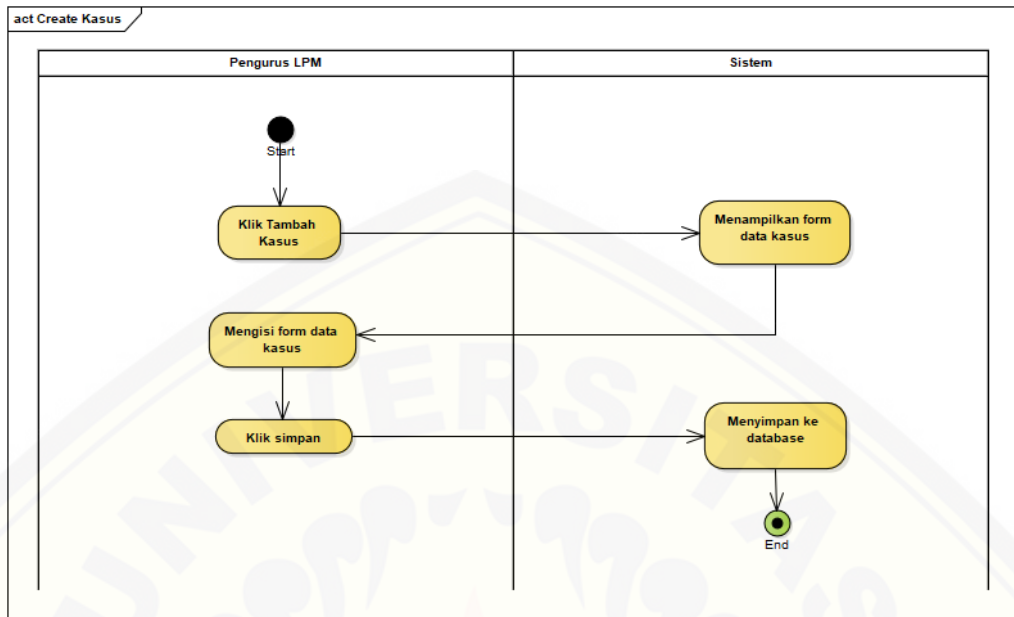 act Create Kasus
Pengurus LPM
Sistem
Start
Klik Tambah
Kasus
Menampilkan form
data kasus
Mengisi form data
kasus
Klik simpan
Menyimpan ke
database
End
UNIVERSITAS